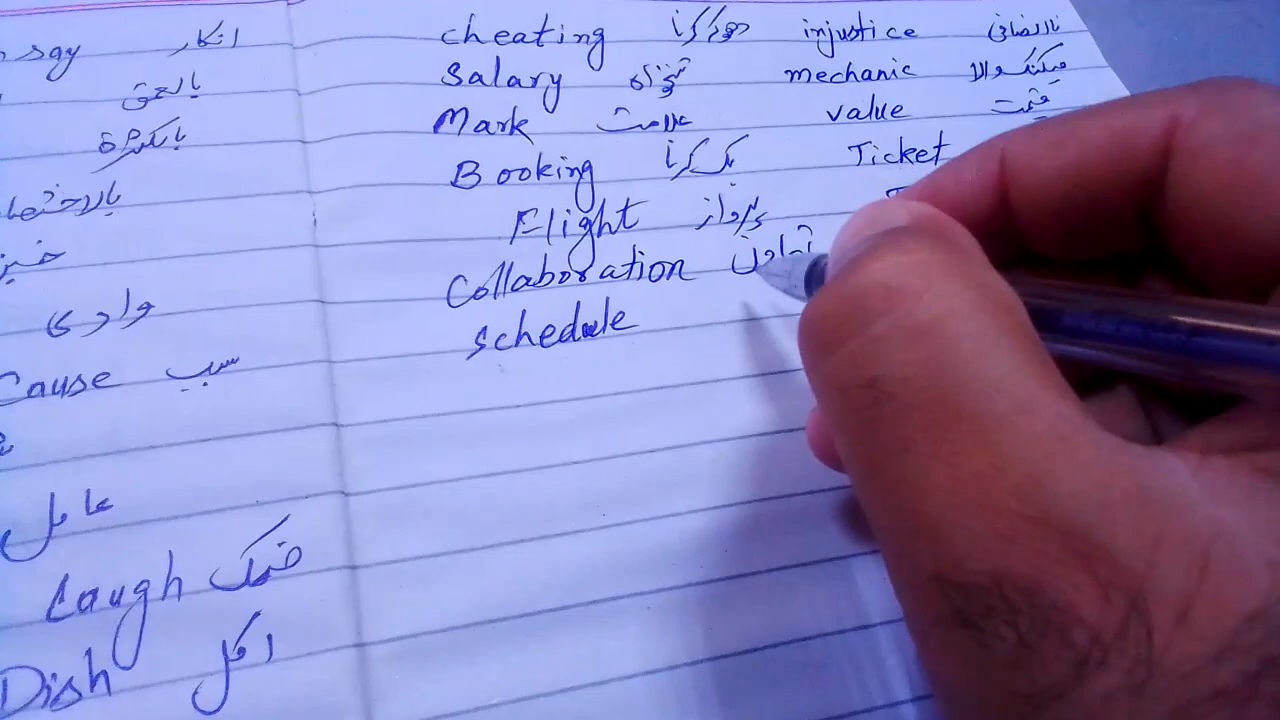 say انکار
cheating دھوکہ کرنا injustice ناانصافی
Salary تنخواہ mechanic میکینک والا
Mark علامت value قیمت
Booking بک کرنا Ticket
Flight پرواز
Collaboration تعاون
schedule
بالحق
وادی
Cause سبب
عامل
Laugh ضحک
Dish اکل